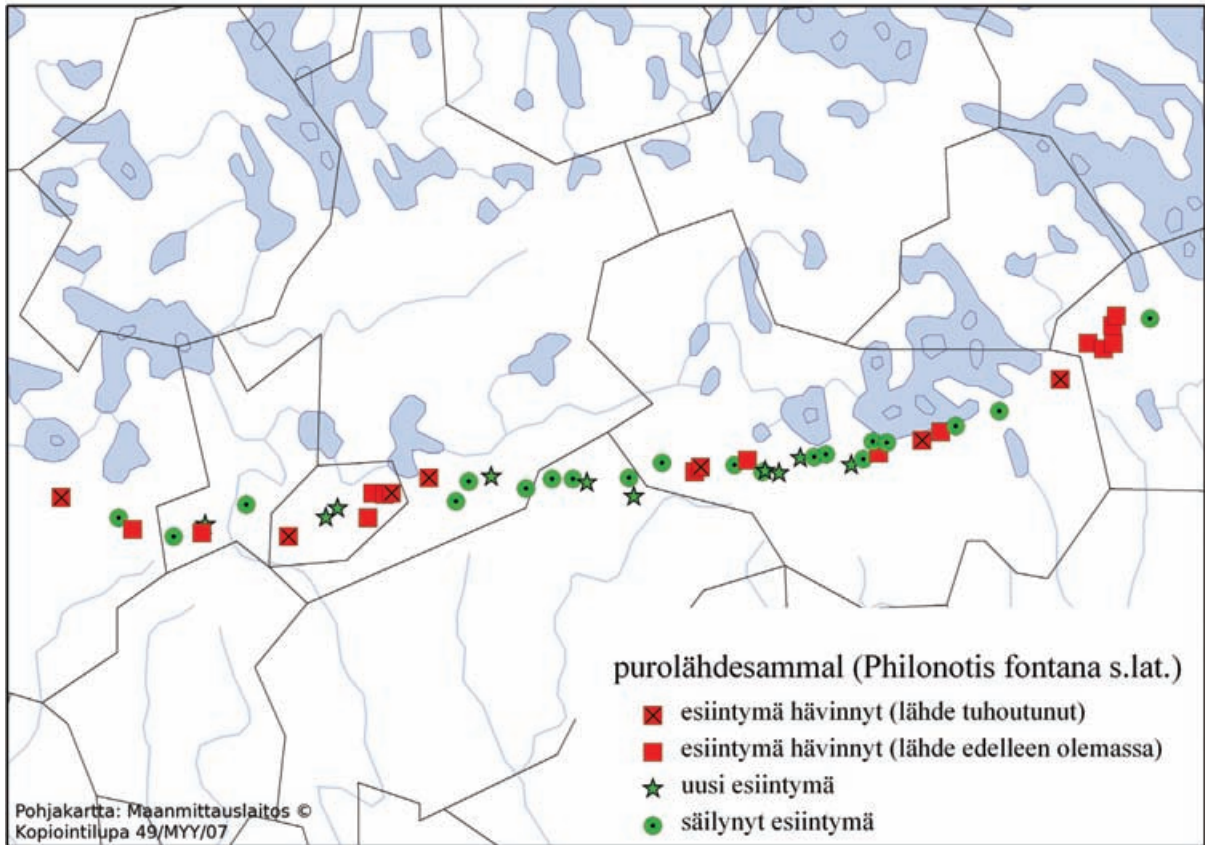 purolähdesammal (Philonotis fontana s.lat.)
esiintymä hävinnyt (lähde tuhoutunut)
esiintymä hävinnyt (lähde edelleen olemassa)
uusi esiintymä
säilynyt esiintymä
Pohjakartta: Maanmittauslaitos ©
Kopiointilupa 49/MYY/07